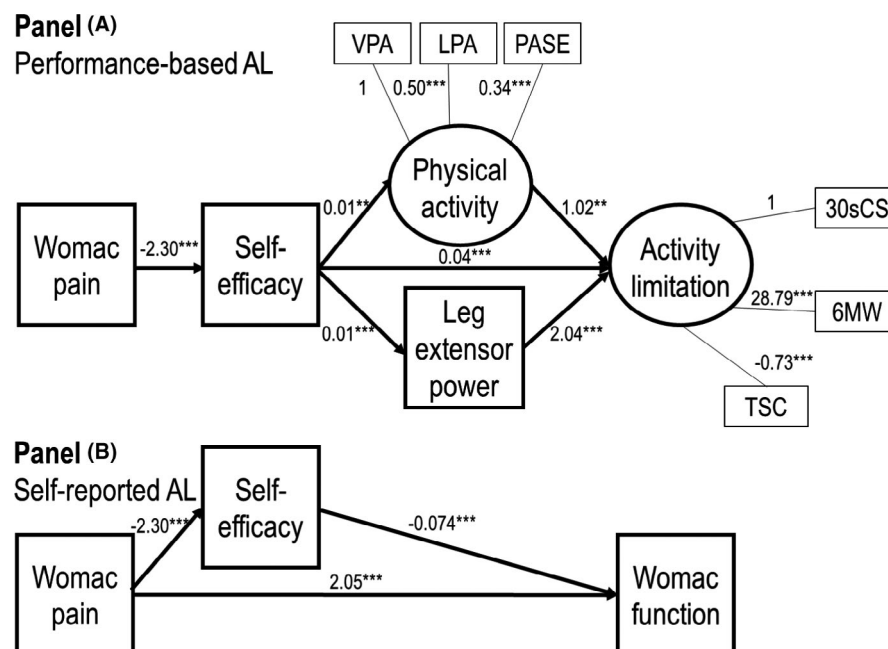 Panel (A)
Performance-based AL
VPA
LPA
PASE
1
0.50***
0.34***
Physical
activity
0.01**
1.02**
1
30sCS
Womac
pain
-2.30***
Self-
efficacy
0.04***
Activity
limitation
28.79***
6MW
0.01***
Leg
extensor
power
2.04***
-0.73***
TSC
Panel (B)
Self-reported AL
Self-
efficacy
-2.30***
-0.074***
Womac
pain
2.05***
Womac
function